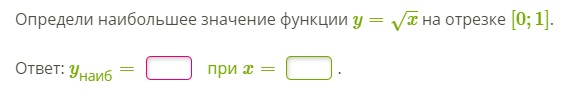 Определи наибольшее значение функции y = √x на отрезке [0; 1].
Ответ: yнаиб = при x = .